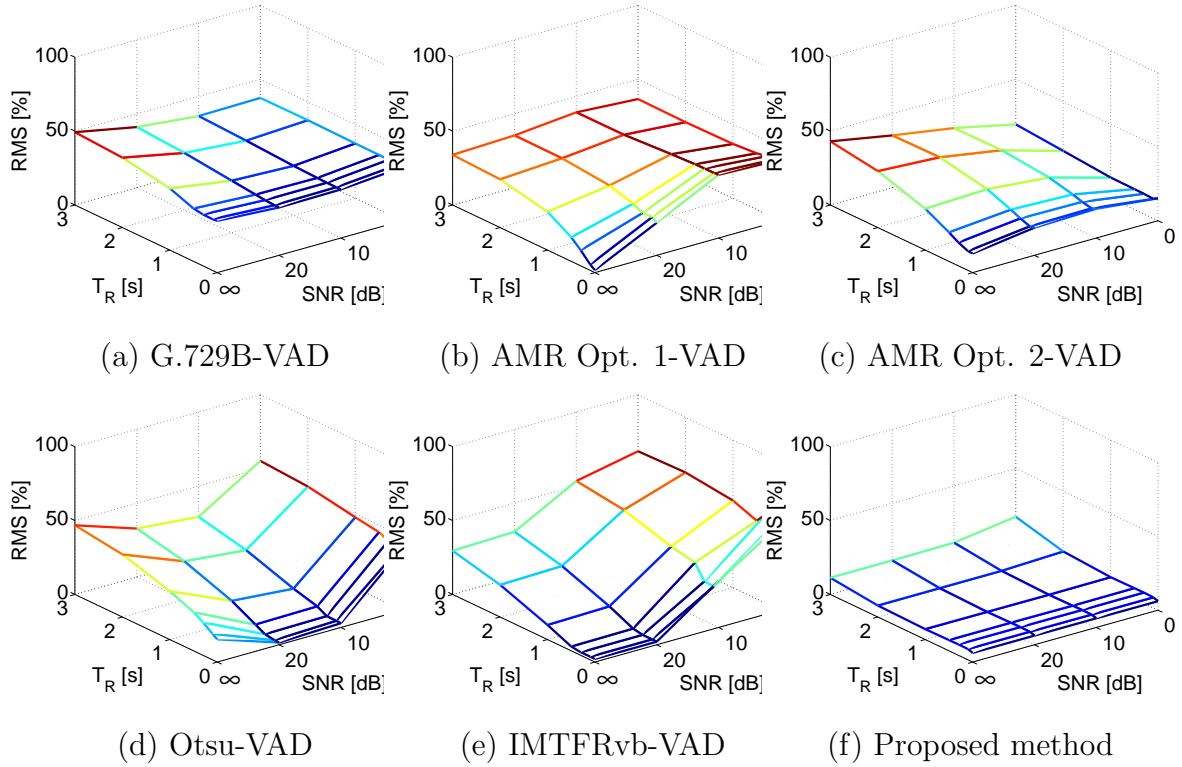 100
50
0
RMS [%]
3
2
1
0
T_R [s]
∞
20
10
SNR [dB]
(a) G.729B-VAD
100
50
0
RMS [%]
3
2
1
0
T_R [s]
∞
20
10
SNR [dB]
(b) AMR Opt. 1-VAD
100
50
0
RMS [%]
3
2
1
0
T_R [s]
∞
20
10
0
SNR [dB]
(c) AMR Opt. 2-VAD
100
50
0
RMS [%]
3
2
1
0
T_R [s]
∞
20
10
SNR [dB]
(d) Otsu-VAD
100
50
0
RMS [%]
3
2
1
0
T_R [s]
∞
20
10
SNR [dB]
(e) IMTFRvb-VAD
100
50
0
RMS [%]
3
2
1
0
T_R [s]
∞
20
10
0
SNR [dB]
(f) Proposed method